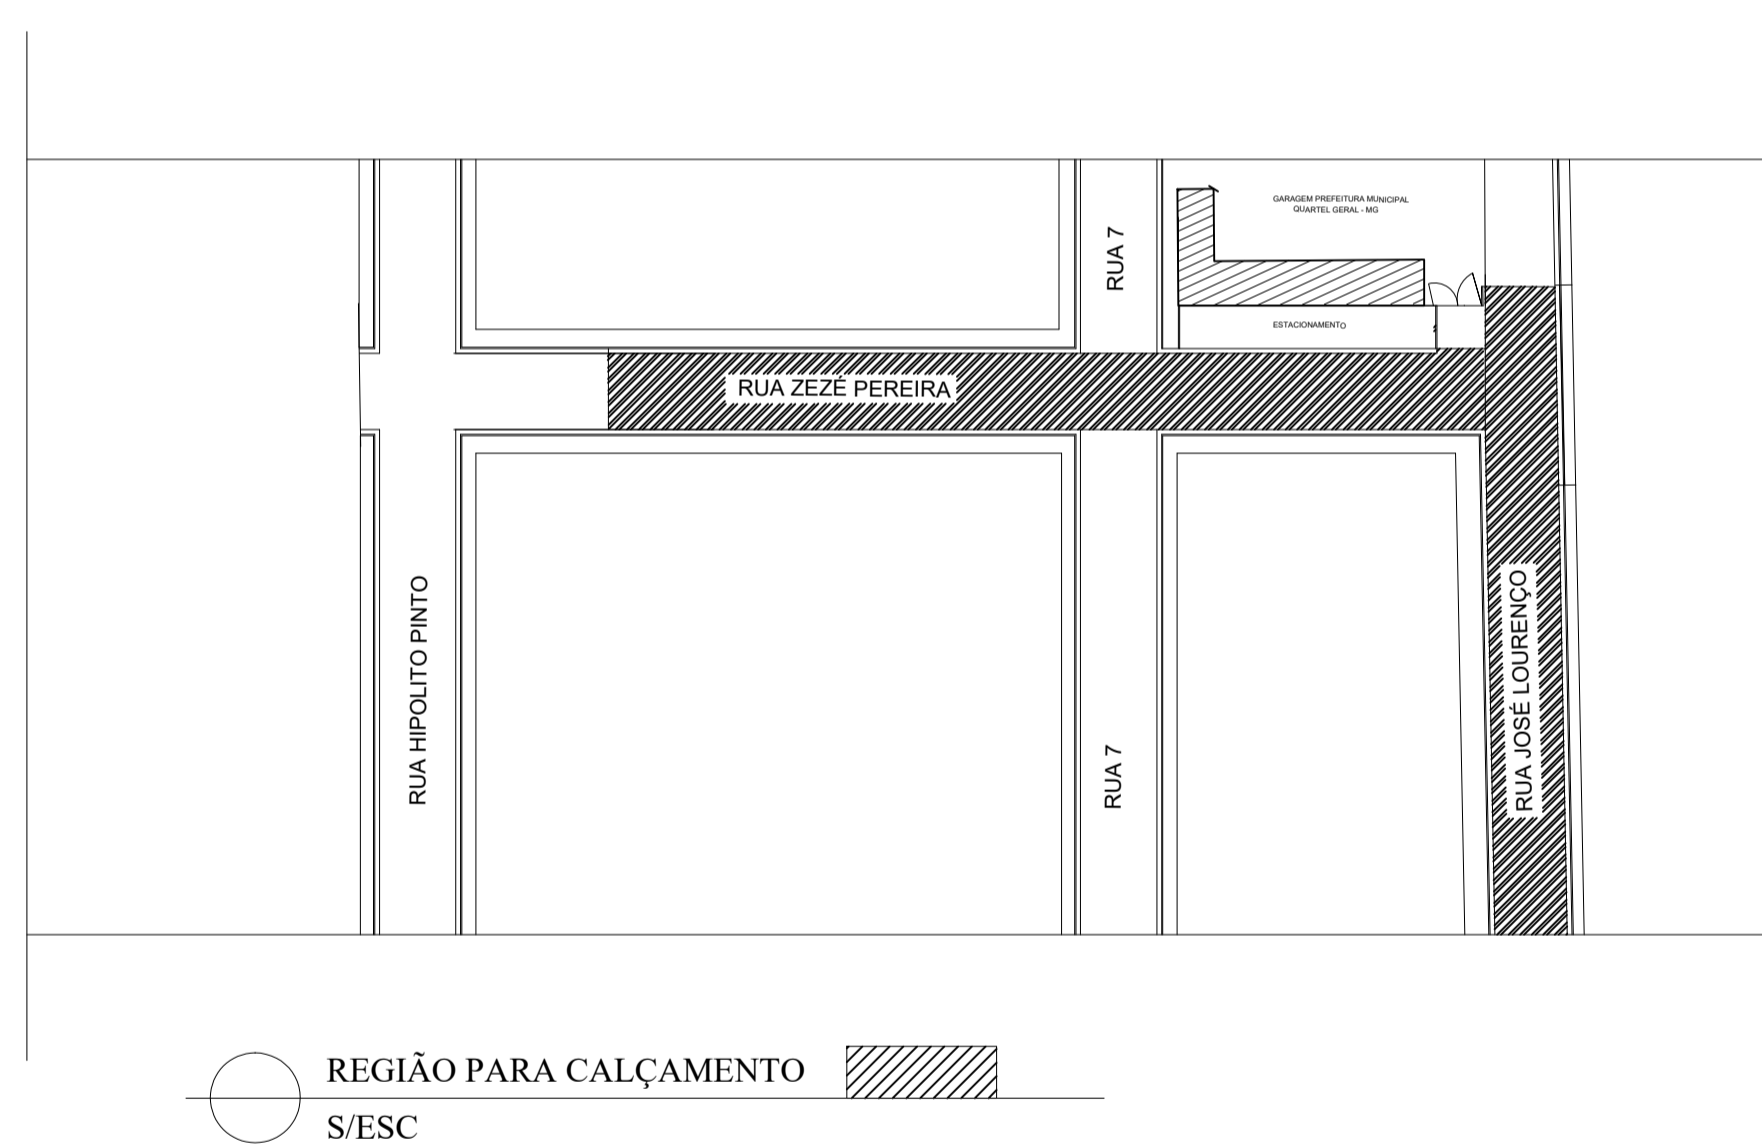 GARAGEM PREFEITURA MUNICIPAL
QUARTEL GERAL - MG
RUA 7
ESTACIONAMENTO
RUA ZEZÉ PEREIRA
RUA HIPOLITO PINTO
RUA 7
RUA JOSÉ LOURENÇO
REGIÃO PARA CALÇAMENTO
S/ESC